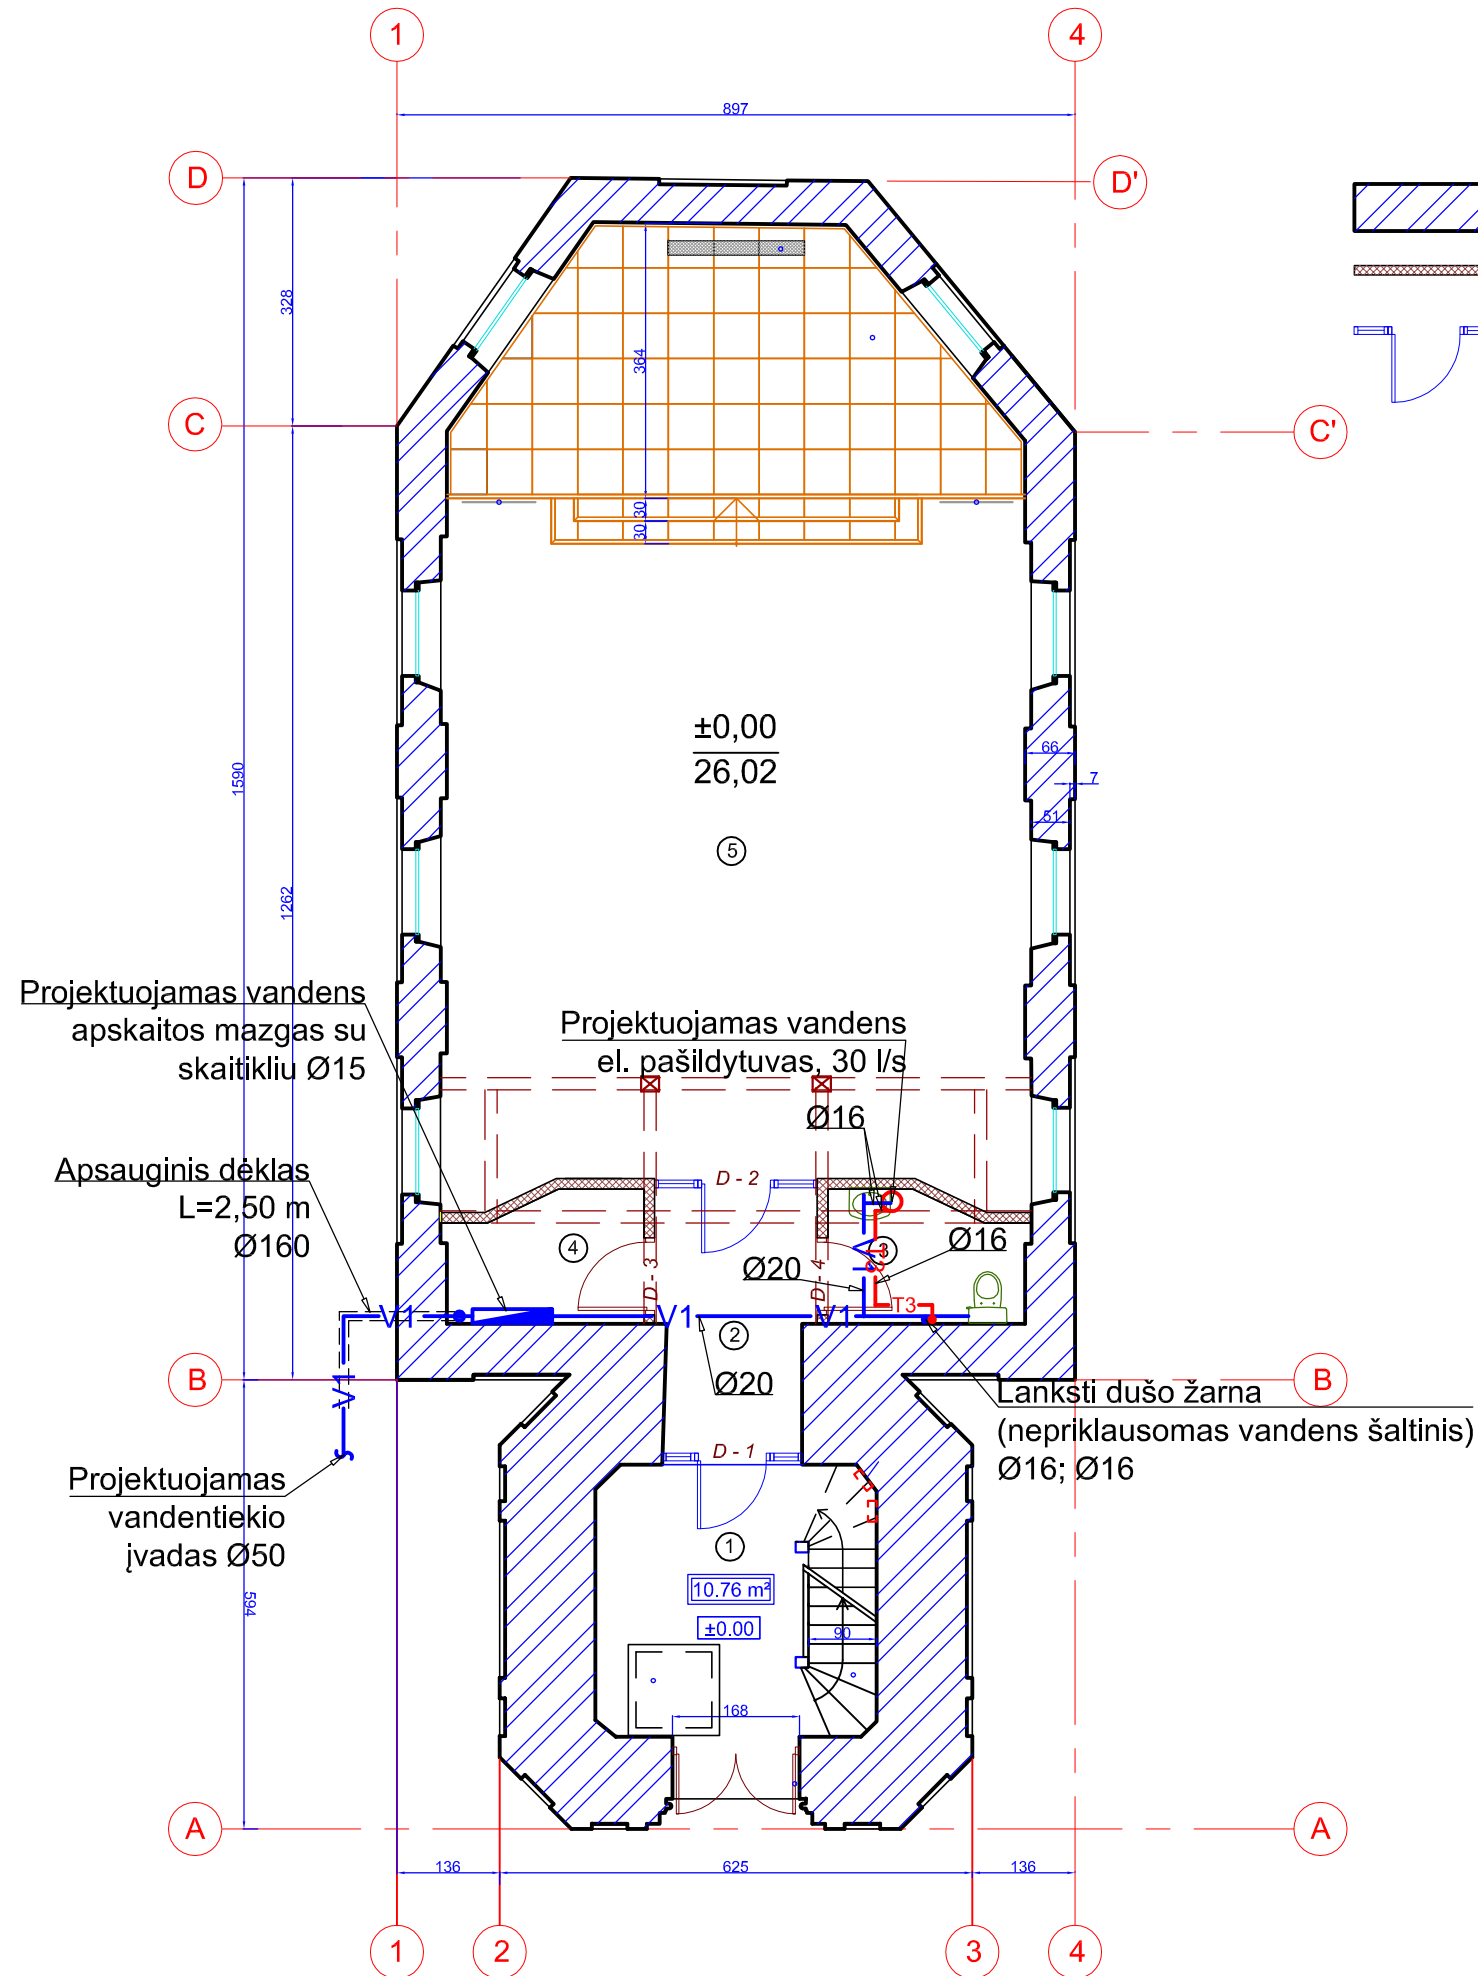 1
4
897
D
D'
328
364
C
C'
30
30
±0,00
26,02
66
7
51
1590
5
1262
Projektuojamas vandens
apskaitos mazgas su
skaitikliu Ø15
Projektuojamas vandens
el. pašildytuvas, 30 l/s
Ø16
Apsauginis dėklas
L=2,50 m
Ø160
D - 2
4
3
Ø16
V1
Ø20
D - 3
D - 4
T3
V1
V1
V1
2
V1
Ø20
B
B
Lanksti dušo žarna
(nepriklausomas vandens šaltinis)
Ø16; Ø16
D - 1
Projektuojamas
vandentiekio
įvadas Ø50
1
10.76 m²
±0.00
90
594
168
A
A
136
625
136
1
2
3
4